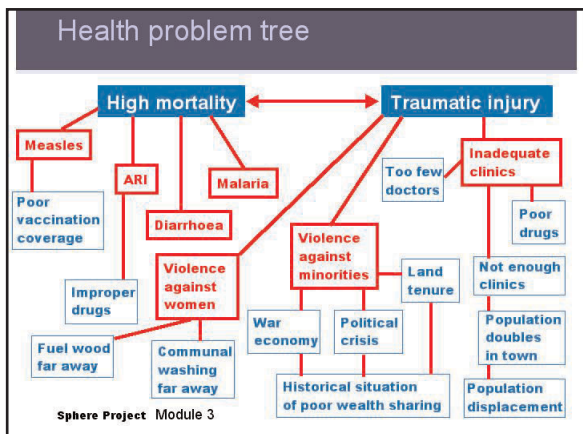 Health problem tree
High mortality
Traumatic injury
Measles
ARI
Malaria
Diarrhoea
Inadequate
clinics
Too few
doctors
Poor
vaccination
coverage
Poor
drugs
Violence
against
minorities
Violence
against
women
Land
tenure
Not enough
clinics
Improper
drugs
War
economy
Political
crisis
Population
doubles
in town
Fuel wood
far away
Communal
washing
far away
Historical situation
of poor wealth sharing
Population
displacement
Sphere Project Module 3